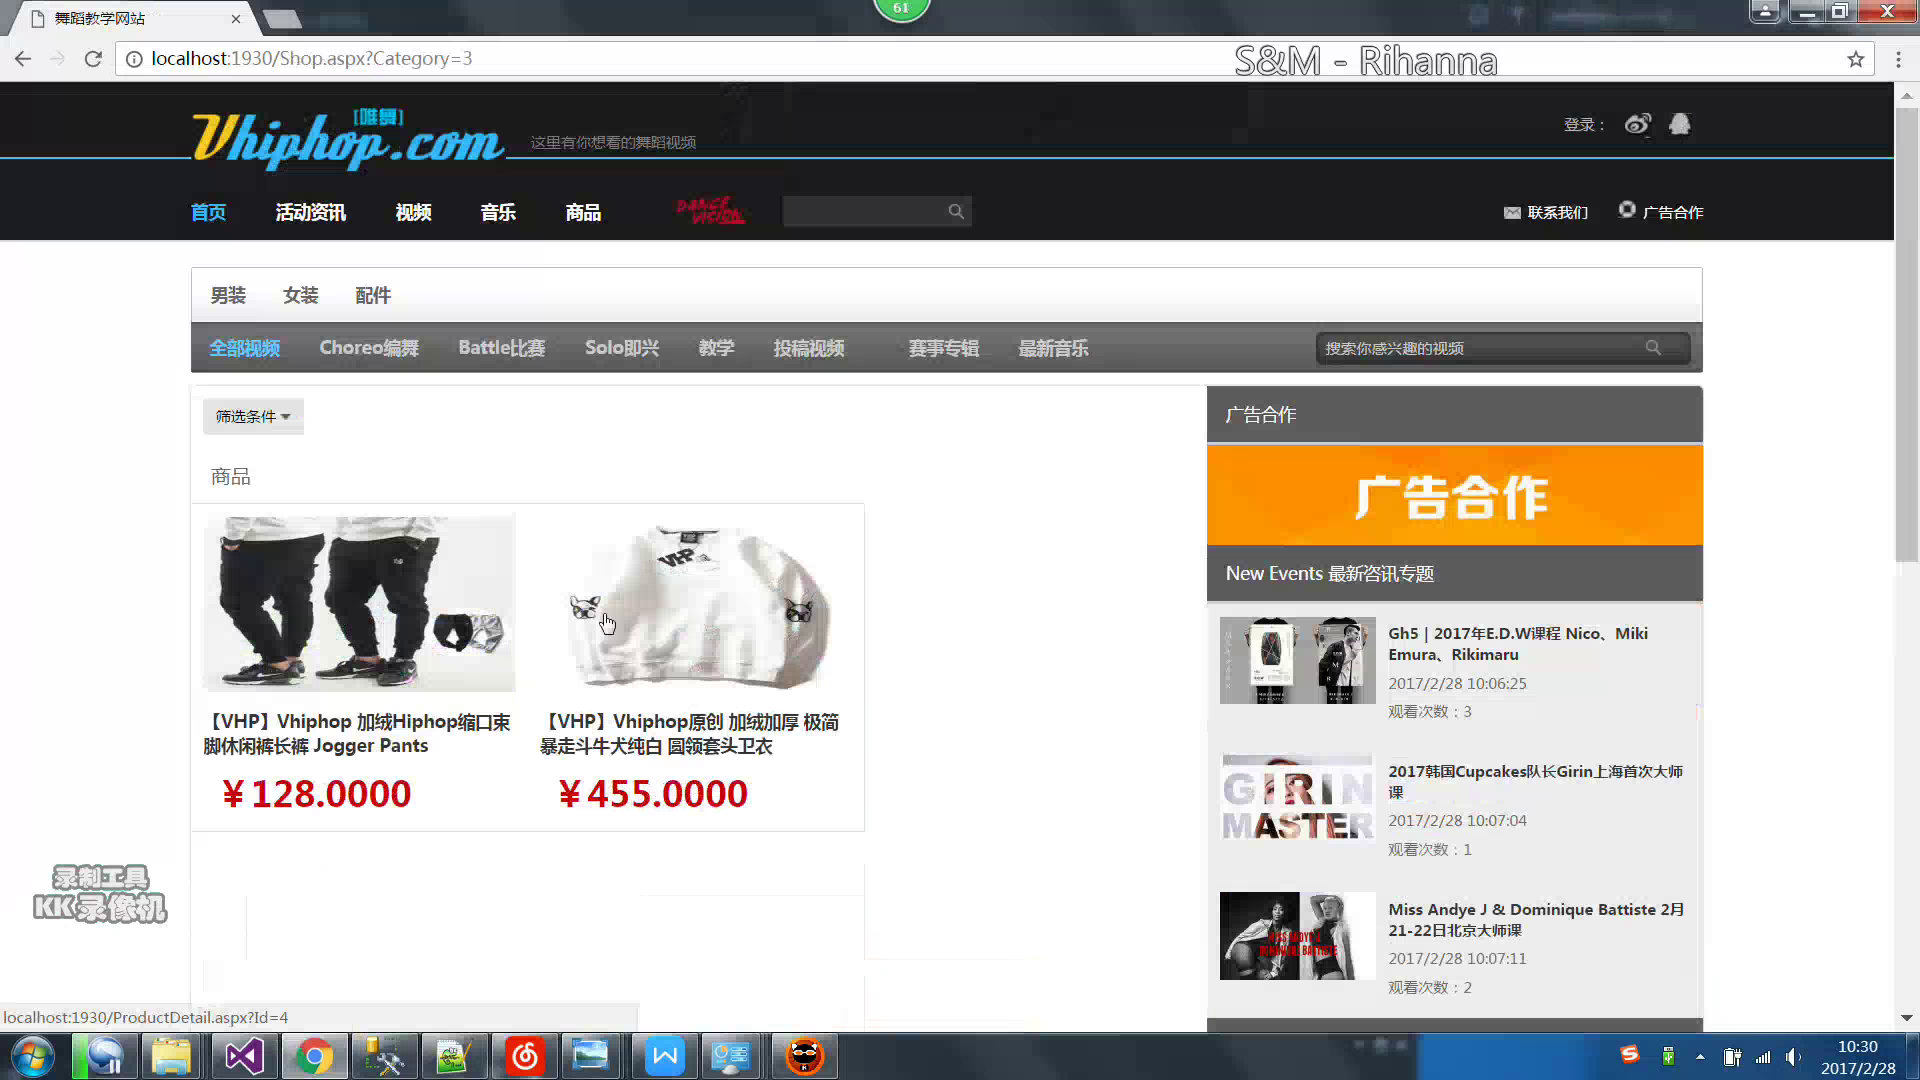 舞蹈教学网站
61
localhost:1930/Shop.aspx?Category=3
S&M - Rihanna
[唯舞]
Vhiphop.com
这里有你想看的舞蹈视频
登录：
首页
活动资讯
视频
音乐
商品
DANCE VISION
联系我们
广告合作
男装
女装
配件
全部视频
Choreo编舞
Battle比赛
Solo即兴
教学
投稿视频
赛事专辑
最新音乐
搜索你感兴趣的视频
筛选条件
商品
VHP
【VHP】Vhiphop 加绒Hiphop缩口束
脚休闲裤长裤 Jogger Pants
￥128.0000
【VHP】Vhiphop原创 加绒加厚 极简
暴走斗牛犬纯白 圆领套头卫衣
￥455.0000
广告合作
广告合作
New Events 最新咨讯专题
Gh5 | 2017年E.D.W课程 Nico、Miki
Emura、Rikimaru
2017/2/28 10:06:25
观看次数：3
GIRIN
MASTER
2017韩国Cupcakes队长Girin上海首次大师
课
2017/2/28 10:07:04
观看次数：1
MISS ANDYE J
DOMINIQUE BATTISTE
Miss Andye J & Dominique Battiste 2月
21-22日北京大师课
2017/2/28 10:07:11
观看次数：2
录制工具
KK录像机
localhost:1930/ProductDetail.aspx?Id=4
10:30
2017/2/28